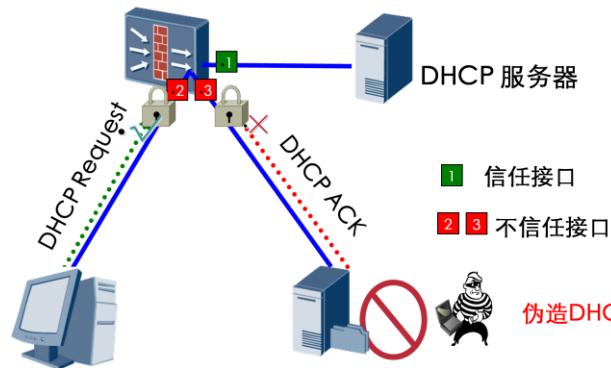 -1
DHCP 服务器
-2
-3
DHCP Request
DHCP ACK
1 信任接口
2 3 不信任接口
伪造DHC